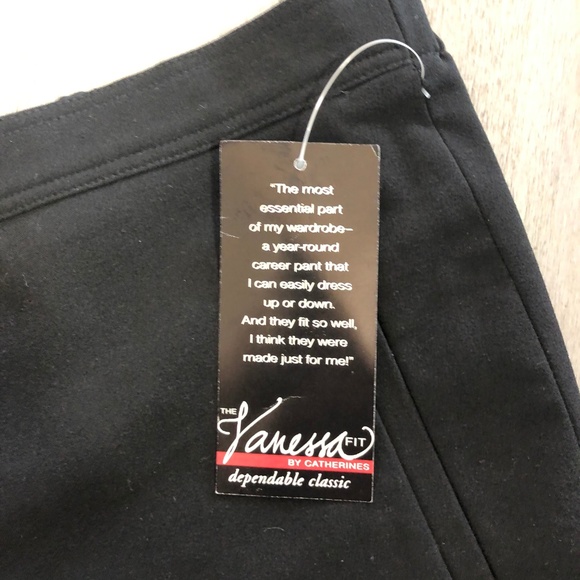 "The most
essential part
of my wardrobe–
a year-round
career pant that
I can easily dress
up or down.
And they fit so well,
I think they were
made just for me!"
THE
Vanessa FIT
BY CATHERINES
dependable classic